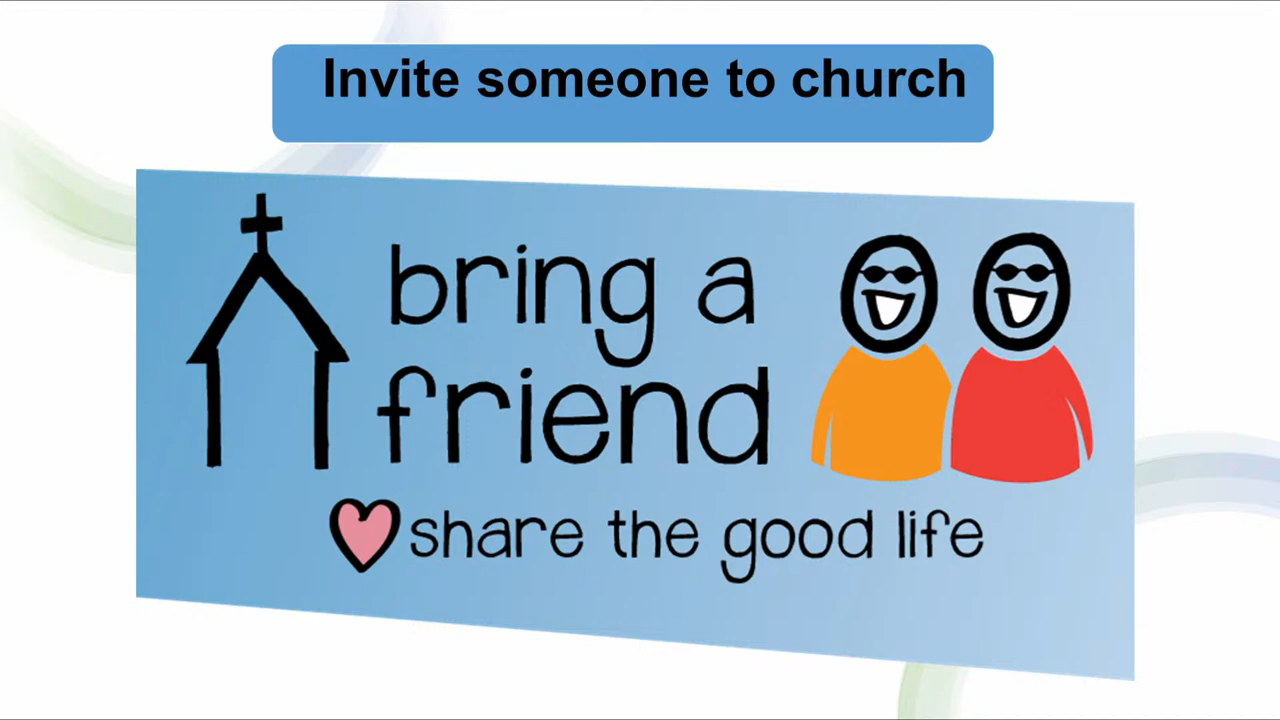 Invite someone to church
bring a
friend
share the good life